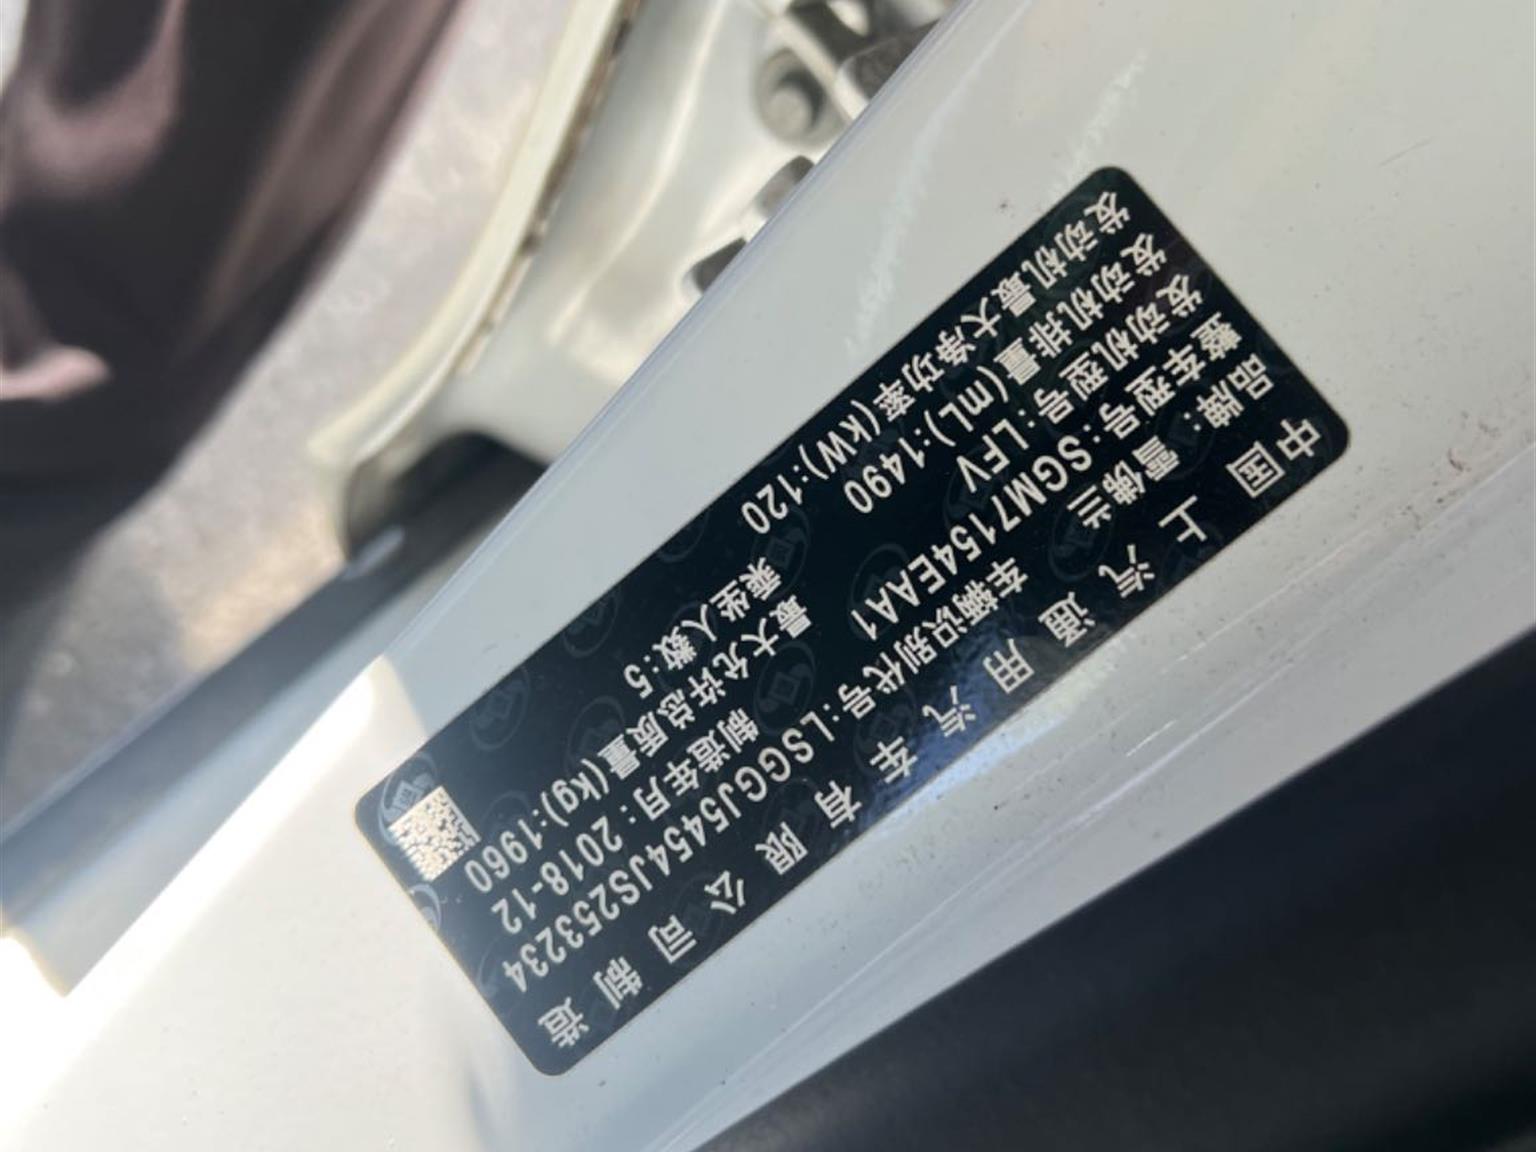 中国 上汽通用汽车有限公司制造
品牌:雪佛兰 车辆识别代号:LSGGJ5454JS253234
整车型号:SGM7154EAA1 制造年月:2018-12
发动机型号:LFV 最大允许总质量(kg):1960
发动机排量(mL):1490 乘坐人数:5
发动机最大净功率(kW):120